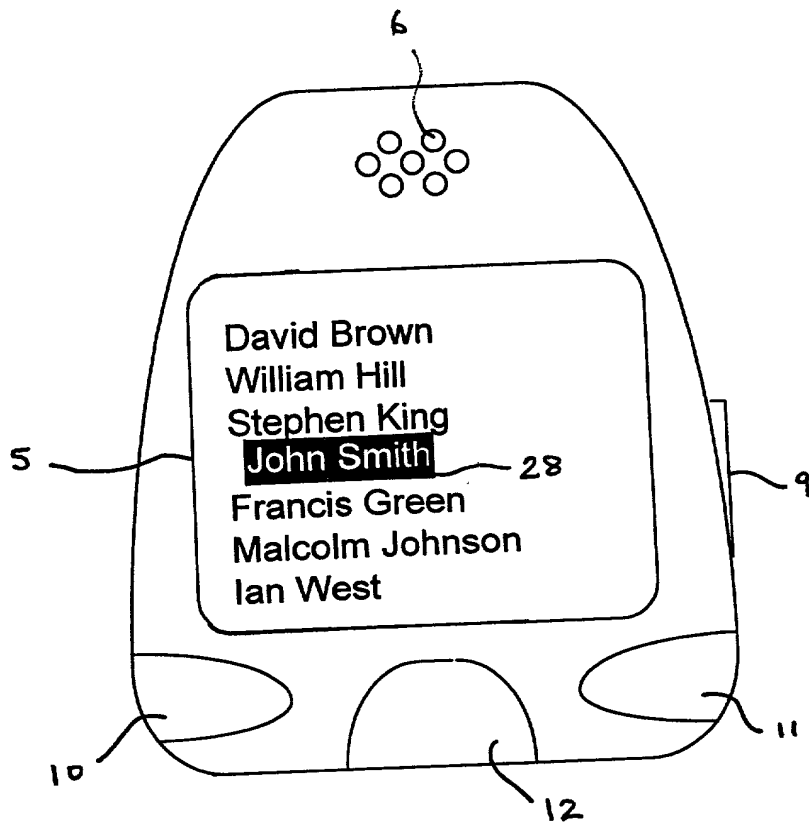 6
David Brown
William Hill
Stephen King
5
John Smith
28
9
Francis Green
Malcolm Johnson
Ian West
10
11
12